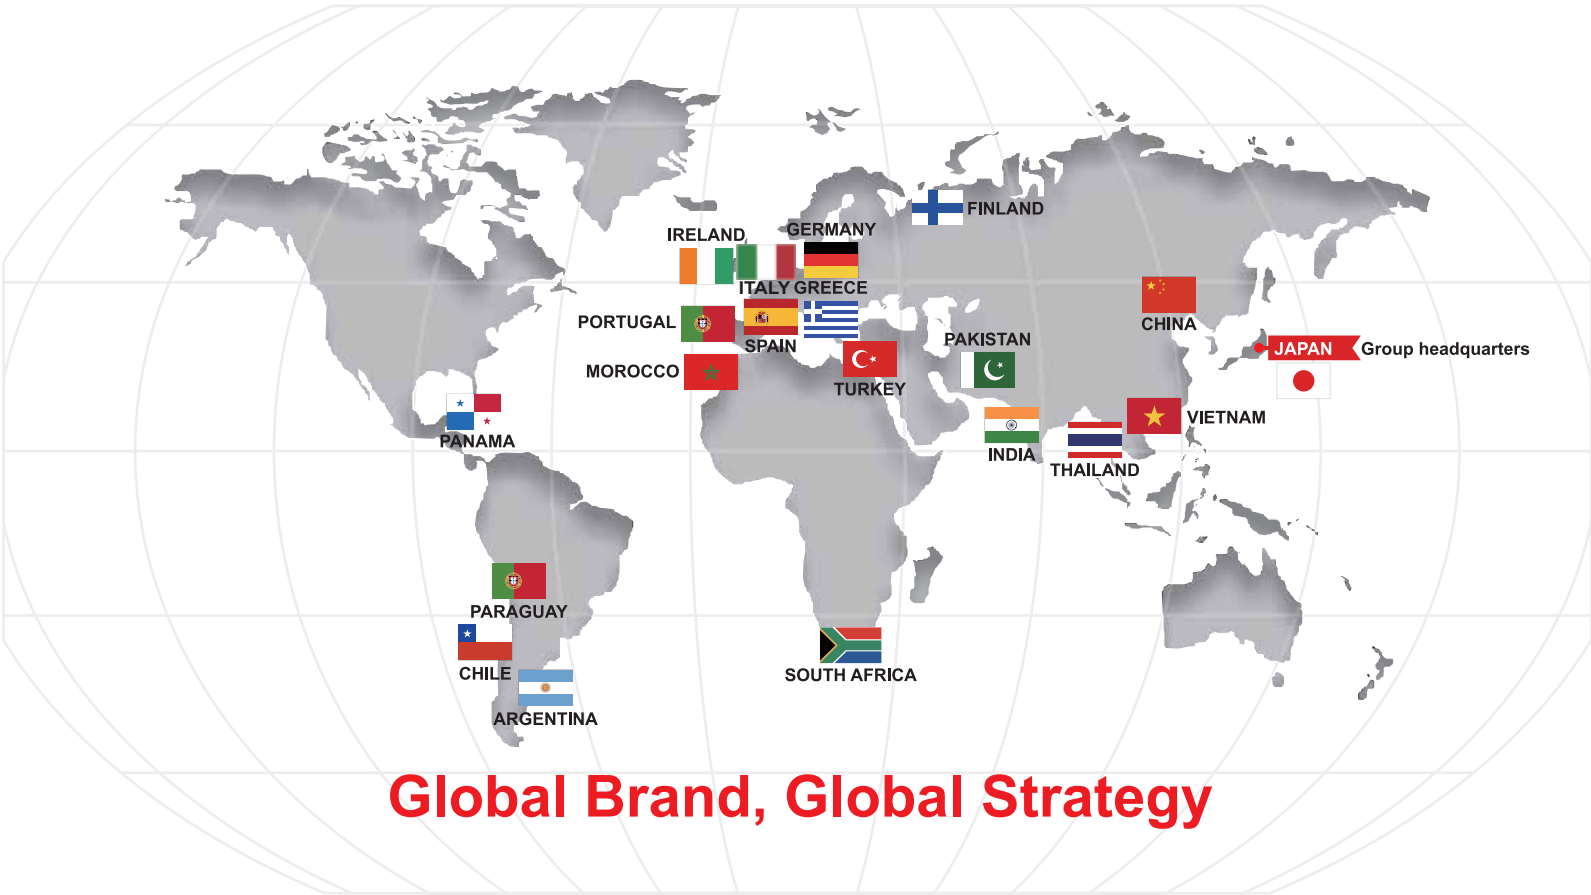 FINLAND
IRELAND
GERMANY
ITALY
GREECE
PORTUGAL
SPAIN
CHINA
PAKISTAN
JAPAN
Group headquarters
MOROCCO
TURKEY
PANAMA
VIETNAM
INDIA
THAILAND
PARAGUAY
CHILE
SOUTH AFRICA
ARGENTINA
Global Brand, Global Strategy